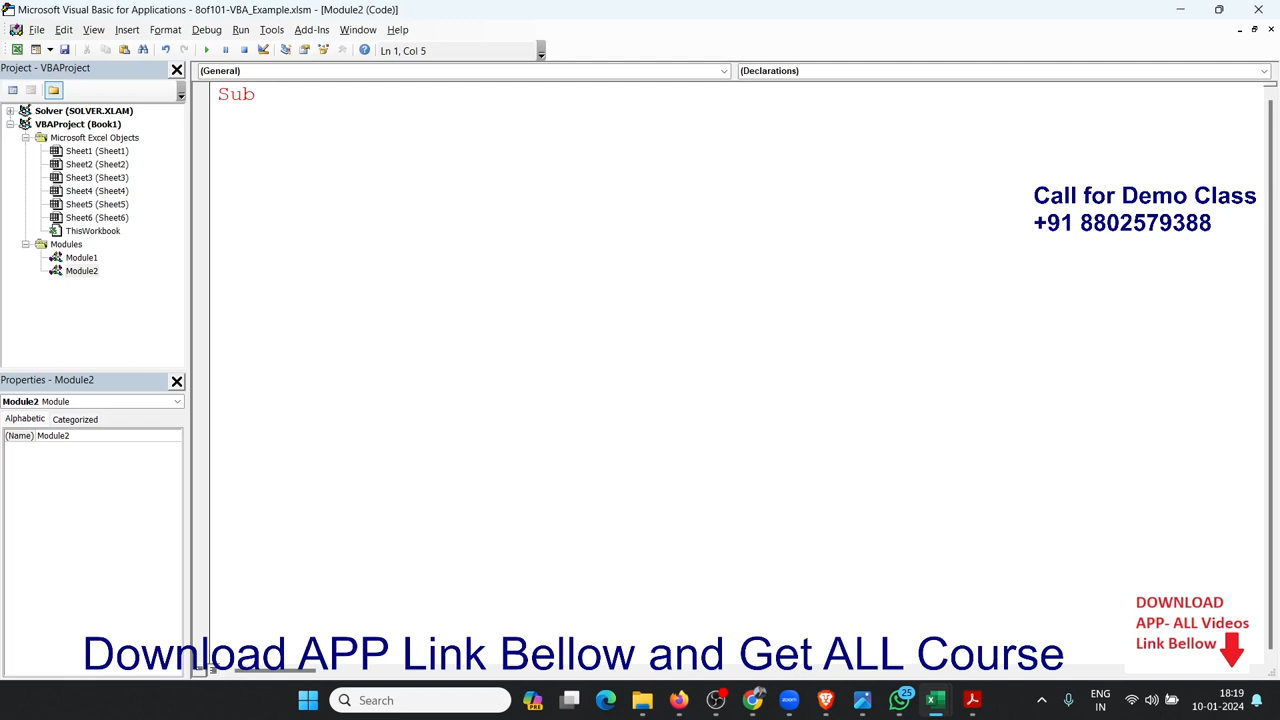 Microsoft Visual Basic for Applications - 8of101-VBA_Example.xlsm - [Module2 (Code)]
File Edit View Insert Format Debug Run Tools Add-Ins Window Help
Ln 1, Col 5
Project - VBAProject
(General)
(Declarations)
Sub
Solver (SOLVER.XLAM)
VBAProject (Book1)
Microsoft Excel Objects
Sheet1 (Sheet1)
Sheet2 (Sheet2)
Sheet3 (Sheet3)
Sheet4 (Sheet4)
Sheet5 (Sheet5)
Sheet6 (Sheet6)
ThisWorkbook
Modules
Module1
Module2
Call for Demo Class
+91 8802579388
Properties - Module2
Module2 Module
Alphabetic Categorized
(Name) Module2
DOWNLOAD
APP- ALL Videos
Link Bellow
Download APP Link Bellow and Get ALL Course
Search
PRE
25
ENG
IN
18:19
10-01-2024